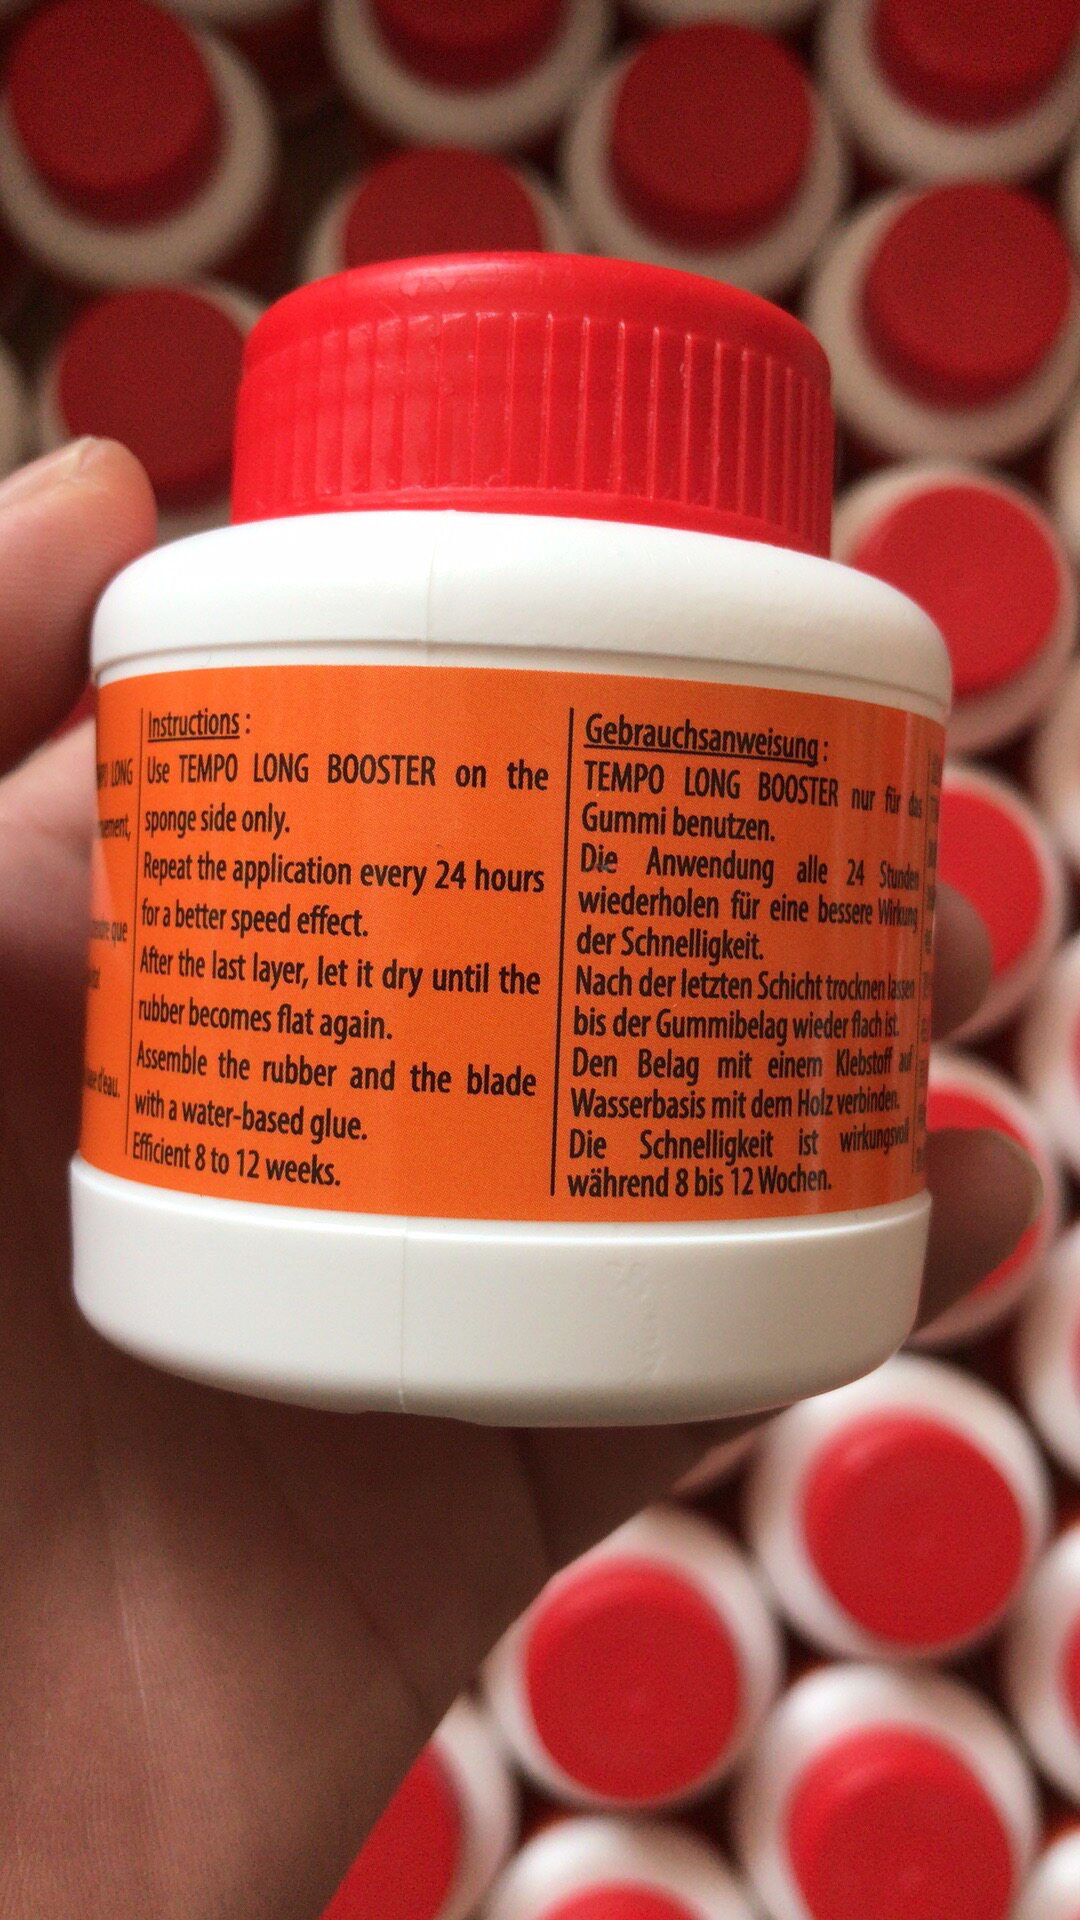 LONG
que
eau.
Instructions :
Use TEMPO LONG BOOSTER on the
sponge side only.
Repeat the application every 24 hours
for a better speed effect.
After the last layer, let it dry until the
rubber becomes flat again.
Assemble the rubber and the blade
with a water-based glue.
Efficient 8 to 12 weeks.
Gebrauchsanweisung :
TEMPO LONG BOOSTER nur für das
Gummi benutzen.
Die Anwendung alle 24 Stunden
wiederholen für eine bessere Wirkung
der Schnelligkeit.
Nach der letzten Schicht trocknen lassen
bis der Gummibelag wieder flach ist.
Den Belag mit einem Klebstoff auf
Wasserbasis mit dem Holz verbinden.
Die Schnelligkeit ist wirkungsvoll
während 8 bis 12 Wochen.